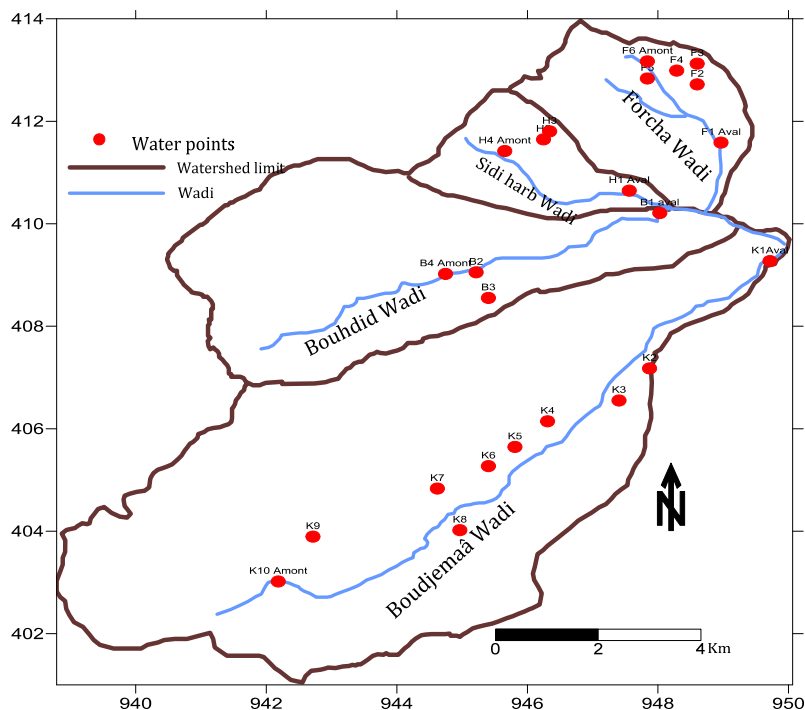 414
412
410
408
406
404
402
940
942
944
946
948
950
Water points
Watershed limit
Wadi
F6 Amont
F4
F3
F5
F2
F1 Aval
Forcha Wadi
H3
H4 Amont
H1 Aval
Sidi harb Wadi
B1 aval
B4 Amont
B2
B3
Bouhdid Wadi
K1Aval
K2
K3
K4
K5
K6
K7
K8
K9
K10 Amont
Boudjemaâ Wadi
N
0
2
4
Km